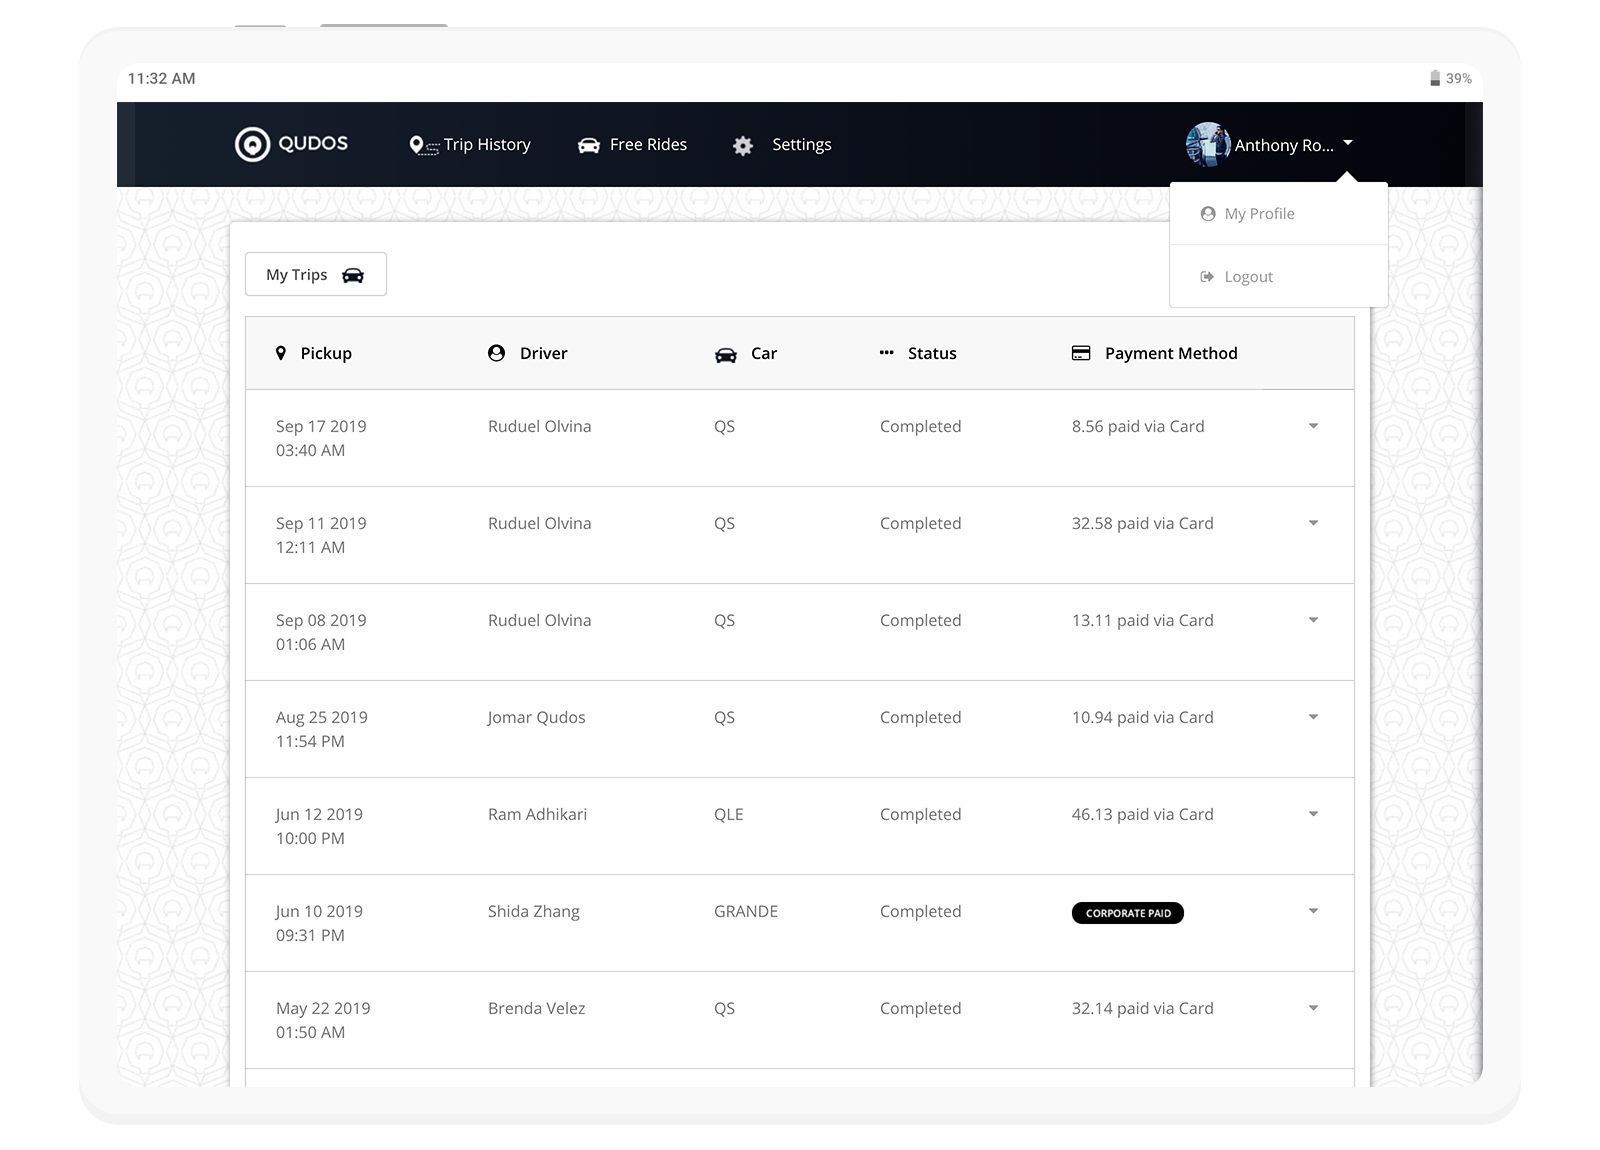 11:32 AM
39%
QUDOS
Trip History
Free Rides
Settings
Anthony Ro...
My Profile
Logout
My Trips
Pickup Driver Car Status Payment Method
Sep 17 2019 Ruduel Olvina QS Completed 8.56 paid via Card
03:40 AM
Sep 11 2019 Ruduel Olvina QS Completed 32.58 paid via Card
12:11 AM
Sep 08 2019 Ruduel Olvina QS Completed 13.11 paid via Card
01:06 AM
Aug 25 2019 Jomar Qudos QS Completed 10.94 paid via Card
11:54 PM
Jun 12 2019 Ram Adhikari QLE Completed 46.13 paid via Card
10:00 PM
Jun 10 2019 Shida Zhang GRANDE Completed CORPORATE PAID
09:31 PM
May 22 2019 Brenda Velez QS Completed 32.14 paid via Card
01:50 AM